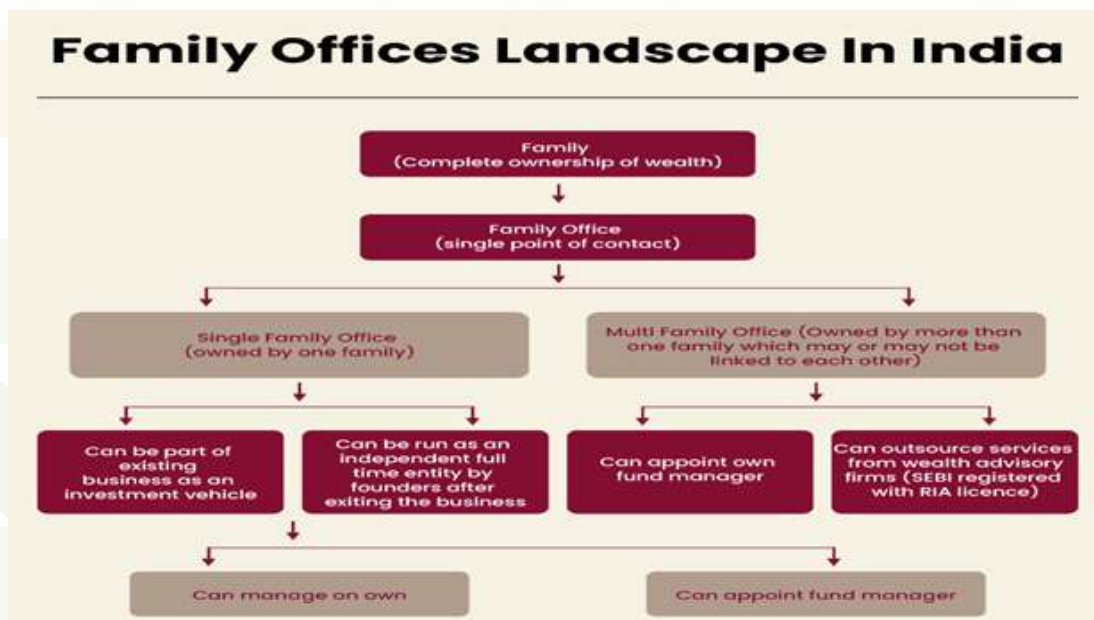 Family Offices Landscape In India
Family
(Complete ownership of wealth)
Family Office
(single point of contact)
Single Family Office
(owned by one family)
Multi Family Office (Owned by more than
one family which may or may not be
linked to each other)
Can be part of
existing
business as an
investment vehicle
Can be run as an
independent full
time entity by
founders after
exiting the business
Can appoint own
fund manager
Can outsource services
from wealth advisory
firms (SEBI registered
with RIA licence)
Can manage on own
Can appoint fund manager